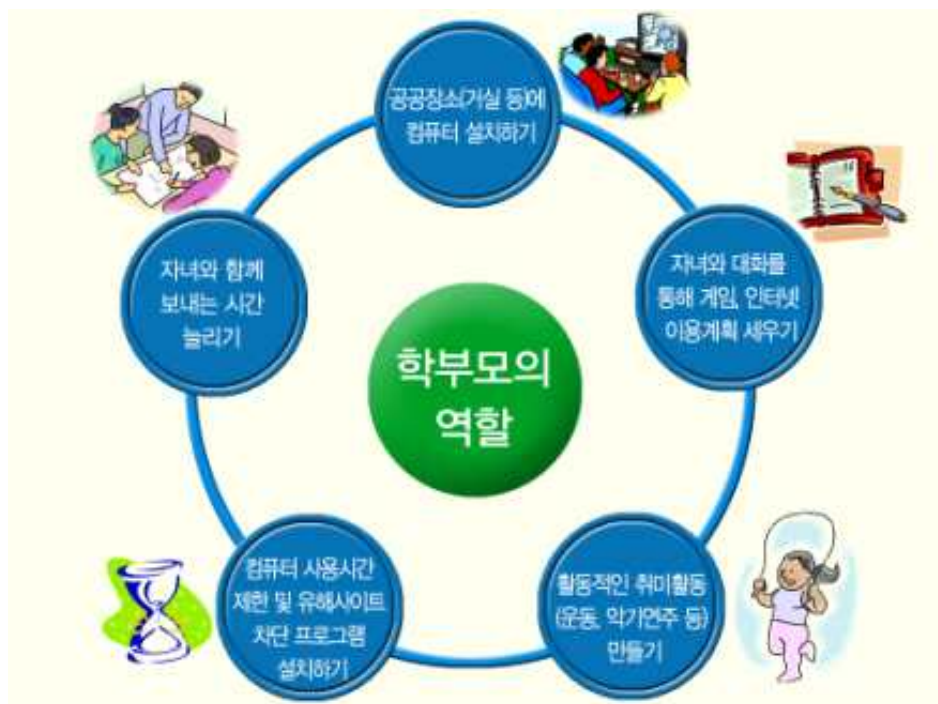 공공장소(거실 등)에
컴퓨터 설치하기
자녀와 대화를
통해 게임, 인터넷
이용계획 세우기
활동적인 취미활동
(운동, 악기연주 등)
만들기
컴퓨터 사용시간
제한 및 유해사이트
차단 프로그램
설치하기
자녀와 함께
보내는 시간
늘리기
학부모의
역할